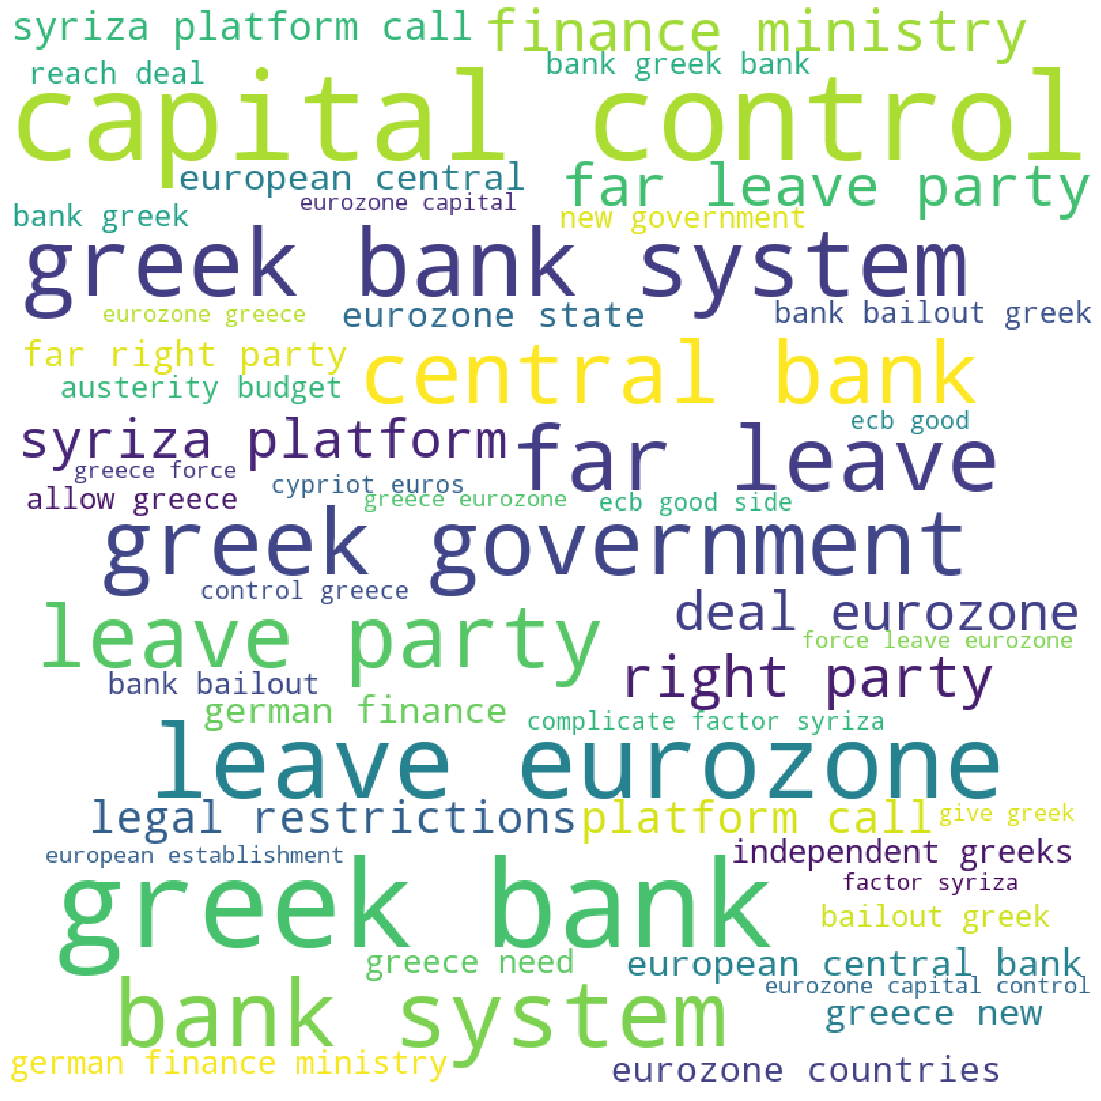 syriza platform call
finance ministry
reach deal
bank greek bank
capital control
european central
far leave party
eurozone capital
bank greek
new government
greek bank system
eurozone greece
eurozone state
bank bailout greek
far right party
central bank
austerity budget
syriza platform
far leave
ecb good
greece force
cypriot euros
allow greece
greece eurozone
ecb good side
greek government
control greece
deal eurozone
leave party
force leave eurozone
right party
bank bailout
german finance
complicate factor syriza
leave eurozone
legal restrictions
platform call
give greek
european establishment
independent greeks
greek bank
factor syriza
bailout greek
greece need
european central bank
eurozone capital control
bank system
greece new
german finance ministry
eurozone countries